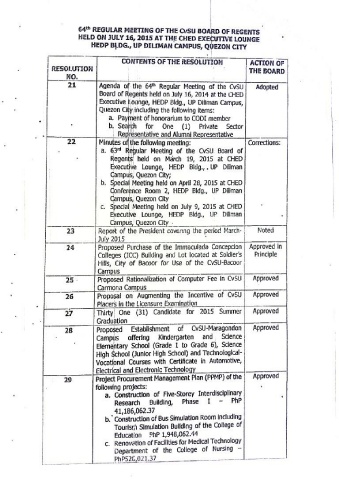 64th REGULAR MEETING OF THE CvSU BOARD OF REGENTS
HELD ON JULY 16, 2015 AT THE CHED EXECUTIVE LOUNGE
HEDP BLDG., UP DILIMAN CAMPUS, QUEZON CITY
RESOLUTION NO.
CONTENTS OF THE RESOLUTION
ACTION OF THE BOARD
21
Agenda of the 64th Regular Meeting of the CvSU
Board of Regents held on July 16, 2014 at the CHED
Executive Lounge, HEDP Bldg., UP Diliman Campus,
Quezon City including the following items:
a. Payment of honorarium to CODI member
b. Search for One (1) Private Sector
Representative and Alumni Representative
Adopted
22
Minutes of the following meeting:
a. 63rd Regular Meeting of the CvSU Board of
Regents held on March 19, 2015 at CHED
Executive Lounge, HEDP Bldg., , UP Diliman
Campus, Quezon City;
b. Special Meeting held on April 28, 2015 at CHED
Conference Room 2, HEDP Bldg., UP Diliman
Campus, Quezon City
c. Special Meeting held on July 9, 2015 at CHED
Executive Lounge, HEDP Bldg., UP Diliman
Campus, Quezon City
Corrections:
23
Report of the President covering the period March-
July 2015
Noted
24
Proposed Purchase of the Immaculada Concepcion
Colleges (ICC) Building and Lot located at Soldier's
Hills, City of Bacoor for Use of the CvSU-Bacoor
Campus
Approved in
Principle
25
Proposed Rationalization of Computer Fee in CvSU
Carmona Campus
Approved
26
Proposal on Augmenting the Incentive of CvSU
Placers in the Licensure Examination
Approved
27
Thirty One (31) Candidate for 2015 Summer
Graduation
Approved
28
Proposed Establishment of CvSU-Maragondon
Campus offering Kindergarten and Science
Elementary School (Grade I to Grade 6), Science
High School (Junior High School) and Technological-
Vocational Courses with Certificate in Automotive,
Electrical and Electronic Technology
Approved
29
Project Procurement Management Plan (PPMP) of the
following projects:
a. Construction of Five-Storey Interdisciplinary
Research Building, Phase I – PhP
41,186,062.37
b. Construction of Bus Simulation Room including
Tourism Simulation Building of the College of
Education PhP 1,948,062.44
c. Renovation of Facilities for Medical Technology
Department of the College of Nursing –
Approved